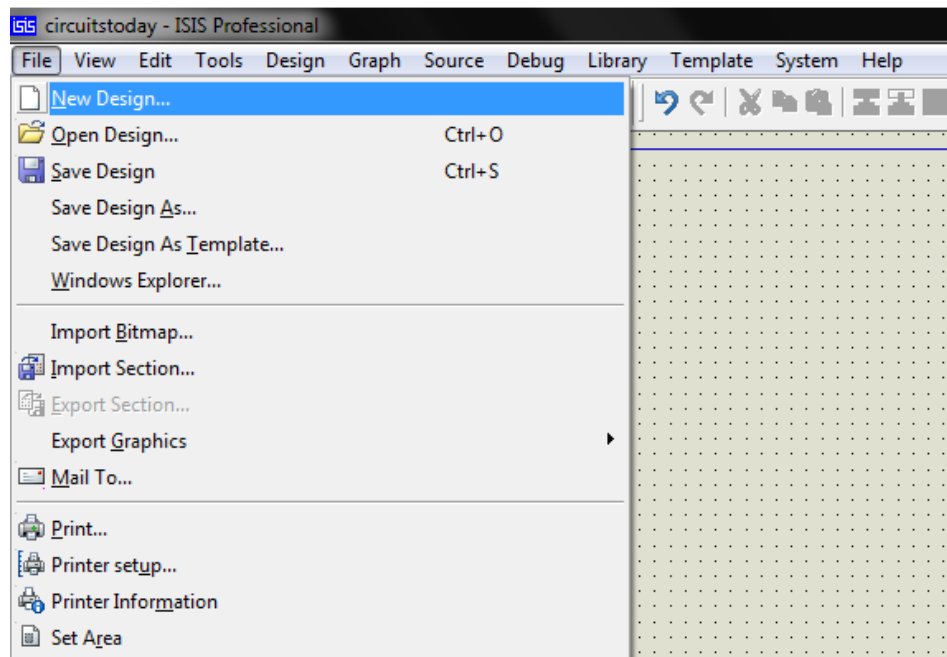 isis circuitstoday - ISIS Professional
File View Edit Tools Design Graph Source Debug Library Template System Help
New Design...
Open Design... Ctrl+O
Save Design Ctrl+S
Save Design As...
Save Design As Template...
Windows Explorer...
Import Bitmap...
Import Section...
Export Section...
Export Graphics
Mail To...
Print...
Printer setup...
Printer Information
Set Area